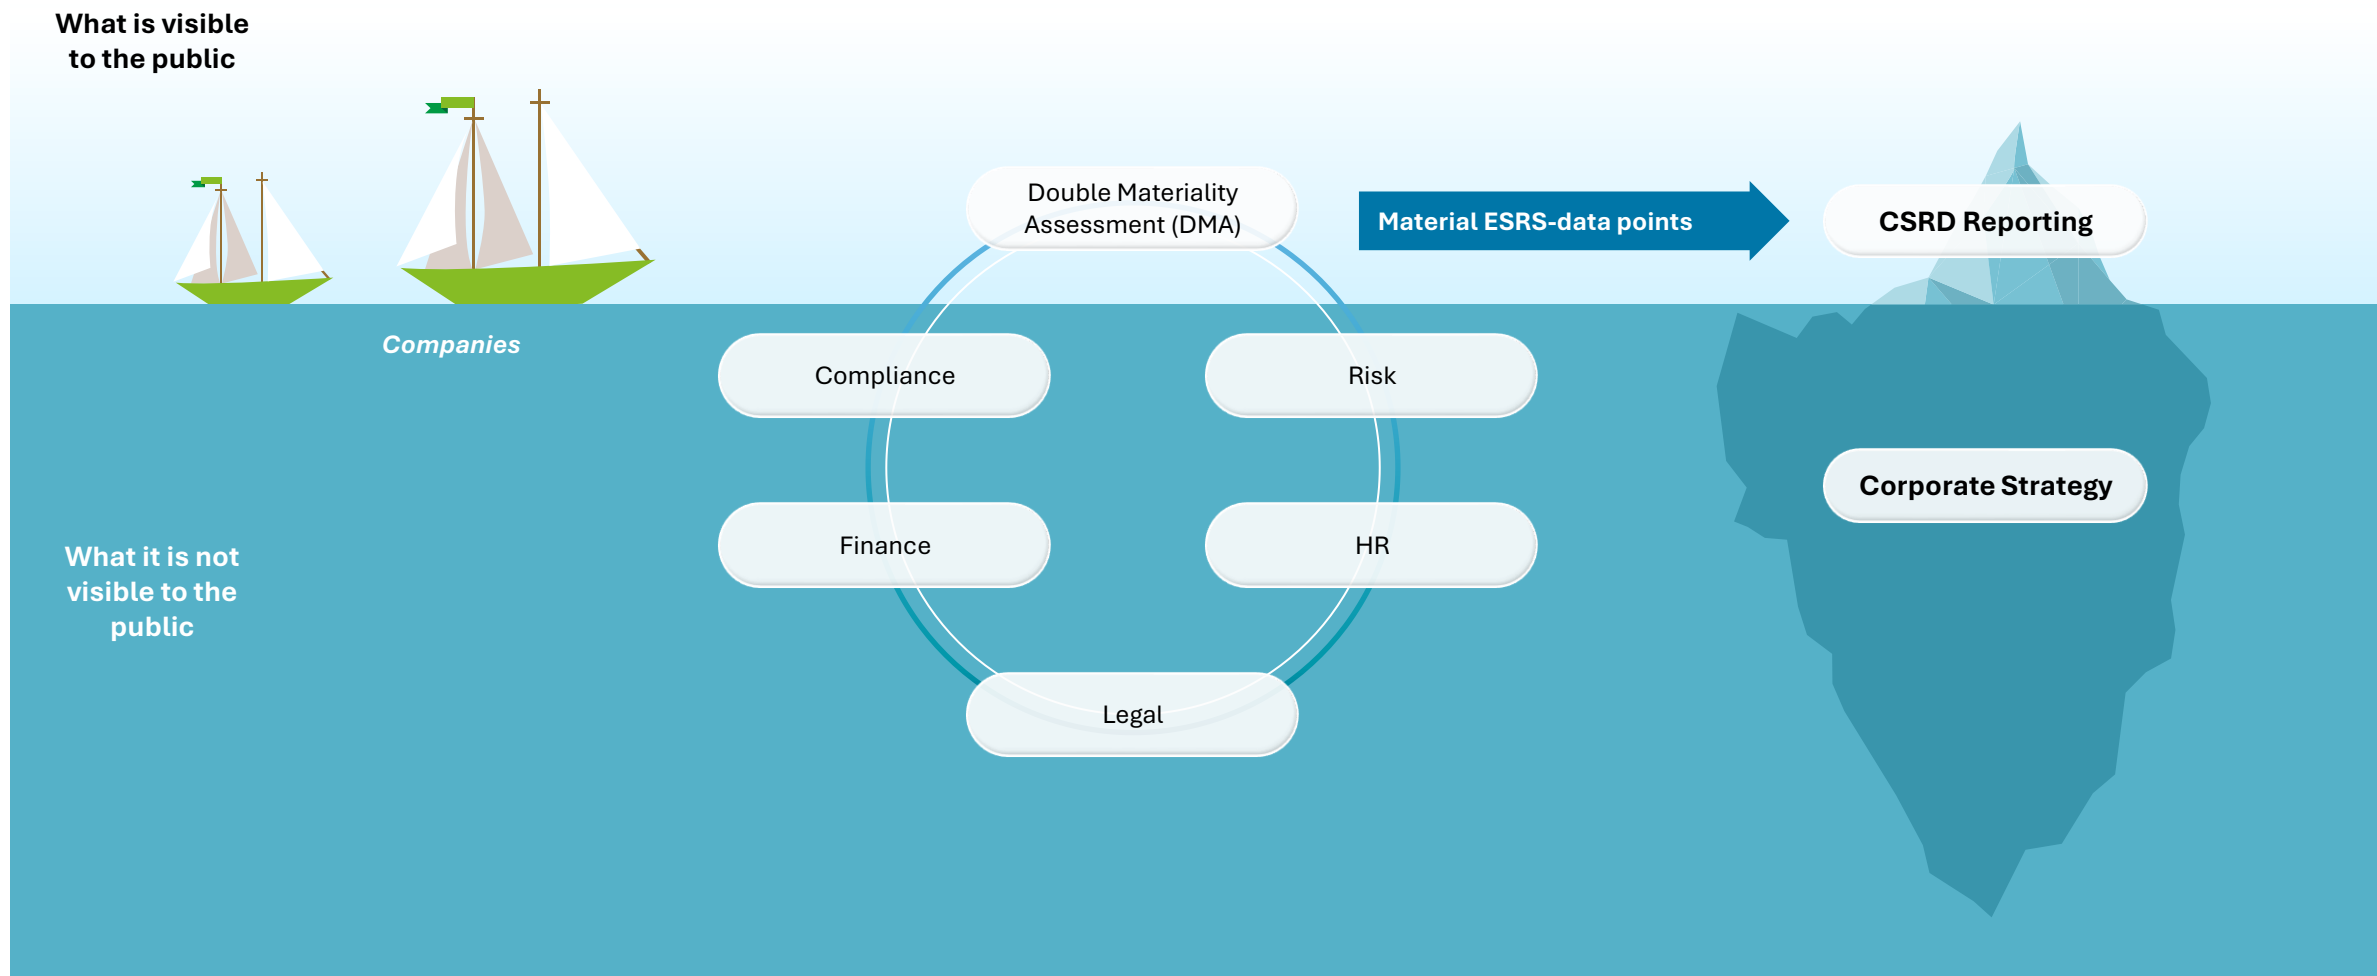 What is visible
to the public
Double Materiality
Assessment (DMA)
Material ESRS-data points
CSRD Reporting
Companies
Compliance
Risk
Corporate Strategy
Finance
HR
What it is not
visible to the
public
Legal